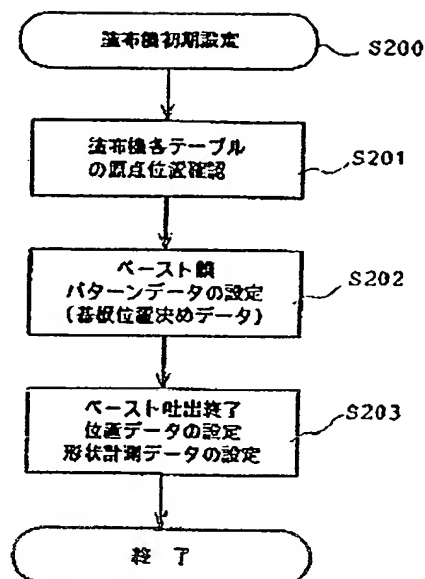 塗布機初期設定
S200
塗布機各テーブル
の原点位置確認
S201
ペースト膜
パターンデータの設定
(基板位置決めデータ)
S202
ペースト吐出終了
位置データの設定
形状計測データの設定
S203
終了